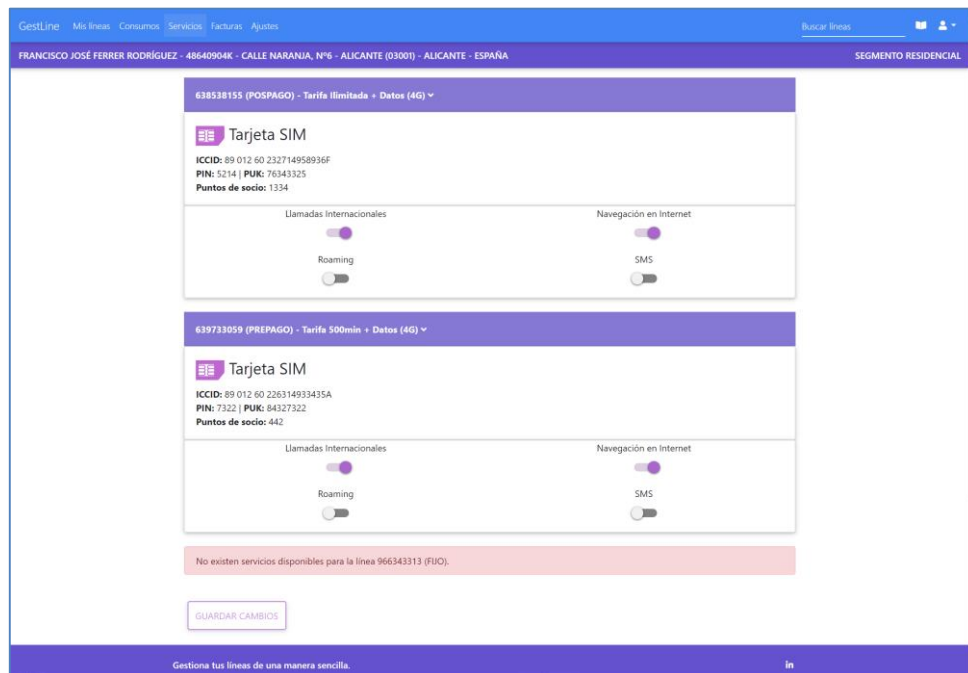 GestLine Mis líneas Consumos Servicios Facturas Ajustes Buscar líneas
FRANCISCO JOSÉ FERRER RODRÍGUEZ - 48640904K - CALLE NARANJA, Nº6 - ALICANTE (03001) - ALICANTE - ESPAÑA SEGMENTO RESIDENCIAL
638538155 (POSPAGO) - Tarifa Ilimitada + Datos (4G)
Tarjeta SIM
ICCID: 89 012 60 232714958936F
PIN: 5214 | PUK: 76343325
Puntos de socio: 1334
Llamadas Internacionales Navegación en Internet
Roaming SMS
639733059 (PREPAGO) - Tarifa 500min + Datos (4G)
Tarjeta SIM
ICCID: 89 012 60 226314933435A
PIN: 7322 | PUK: 84327322
Puntos de socio: 442
Llamadas Internacionales Navegación en Internet
Roaming SMS
No existen servicios disponibles para la línea 966343313 (FIJO).
GUARDAR CAMBIOS
Gestiona tus líneas de una manera sencilla. in